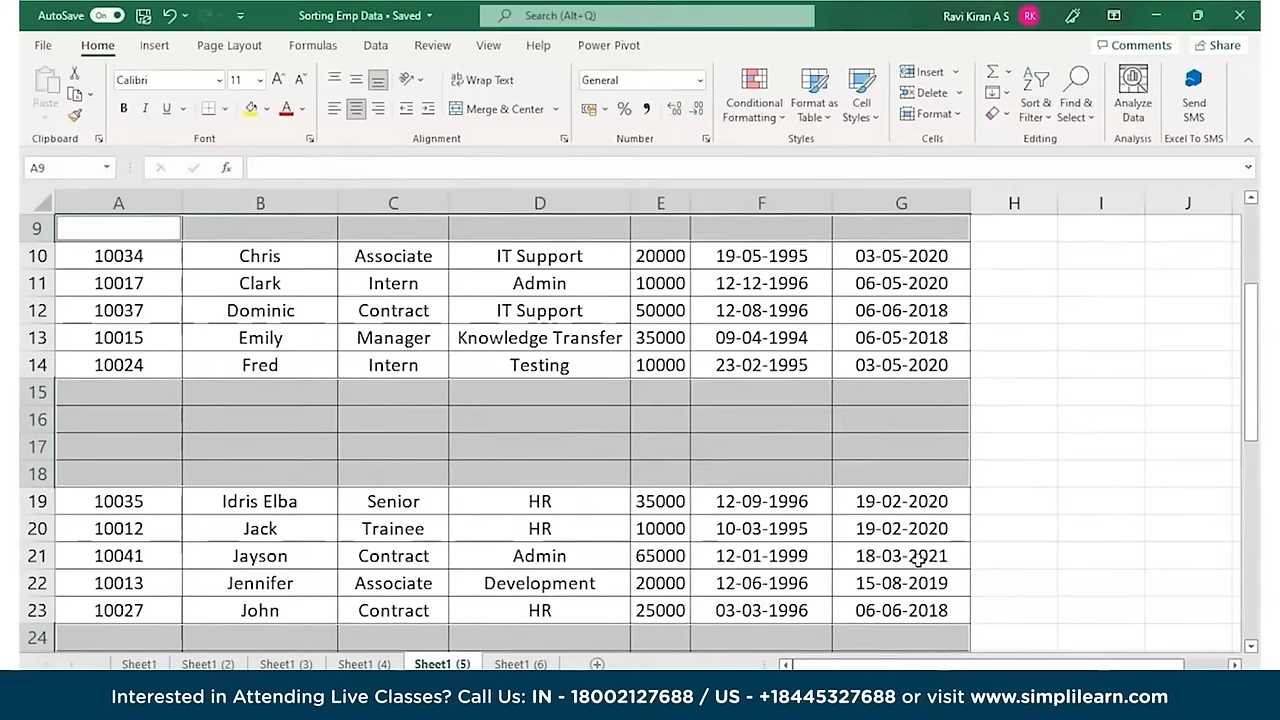 AutoSave On Sorting Emp Data • Saved Search (Alt+Q) Ravi Kiran A S RK
File Home Insert Page Layout Formulas Data Review View Help Power Pivot Comments Share
Paste Calibri 11 A A Wrap Text General Conditional Formatting Format as Table Cell Styles Insert Sort & Filter Find & Select Analyze Data Send SMS
B I U A Merge & Center % Delete
Format
Clipboard Font Alignment Number Styles Cells Editing Analysis Excel To SMS
A9 fx
A B C D E F G H I J
9
10 10034 Chris Associate IT Support 20000 19-05-1995 03-05-2020
11 10017 Clark Intern Admin 10000 12-12-1996 06-05-2020
12 10037 Dominic Contract IT Support 50000 12-08-1996 06-06-2018
13 10015 Emily Manager Knowledge Transfer 35000 09-04-1994 06-05-2018
14 10024 Fred Intern Testing 10000 23-02-1995 03-05-2020
15
16
17
18
19 10035 Idris Elba Senior HR 35000 12-09-1996 19-02-2020
20 10012 Jack Trainee HR 10000 10-03-1995 19-02-2020
21 10041 Jayson Contract Admin 65000 12-01-1999 18-03-2021
22 10013 Jennifer Associate Development 20000 12-06-1996 15-08-2019
23 10027 John Contract HR 25000 03-03-1996 06-06-2018
24
Sheet1 Sheet1 (2) Sheet1 (3) Sheet1 (4) Sheet1 (5) Sheet1 (6)
Interested in Attending Live Classes? Call Us: IN - 18002127688 / US - +18445327688 or visit www.simplilearn.com